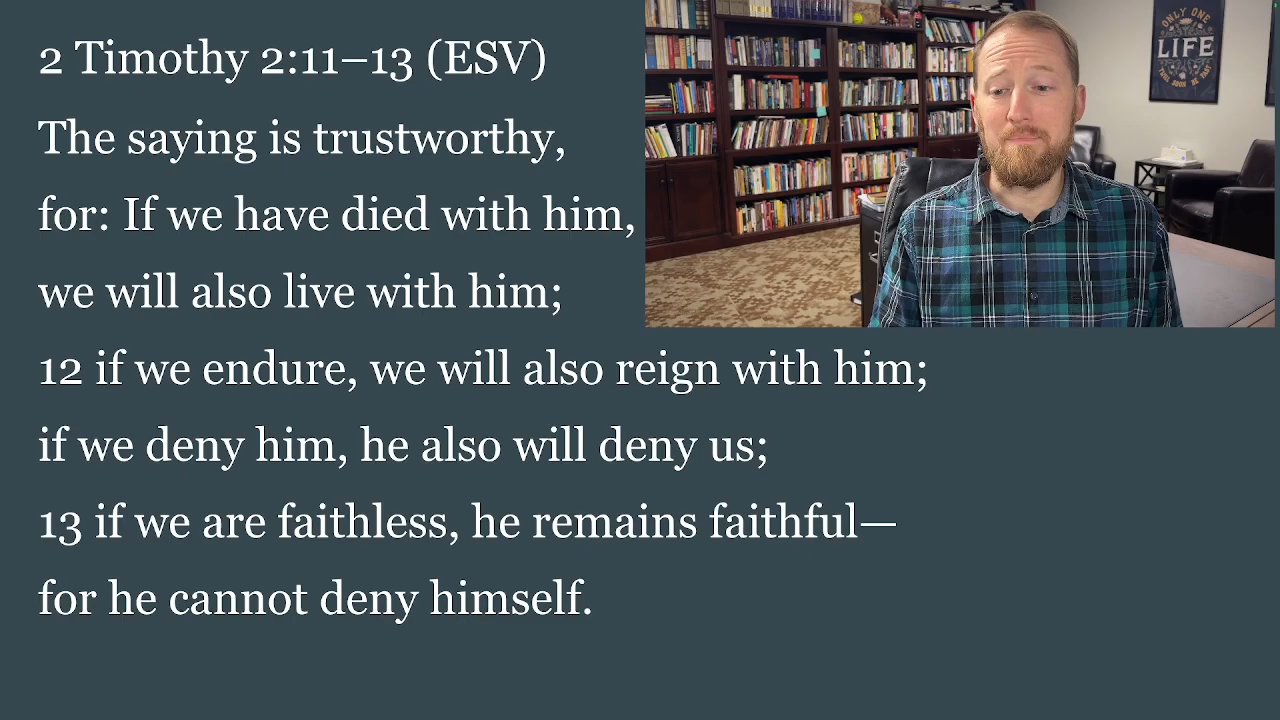 2 Timothy 2:11–13 (ESV)
The saying is trustworthy,
for: If we have died with him,
we will also live with him;
12 if we endure, we will also reign with him;
if we deny him, he also will deny us;
13 if we are faithless, he remains faithful—
for he cannot deny himself.
ONLY ONE
LIFE